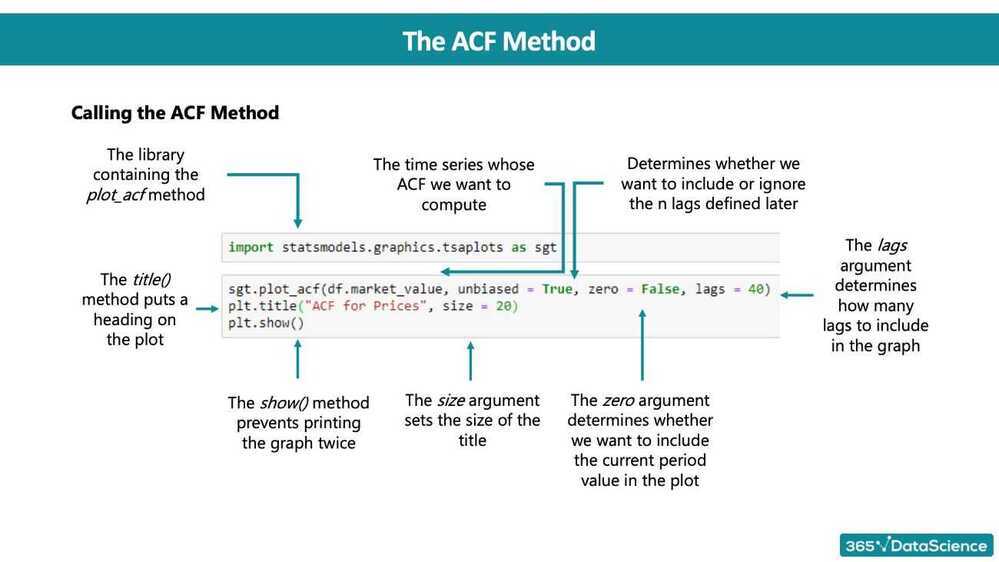 The ACF Method
Calling the ACF Method
The library
containing the
plot_acf method
The time series whose
ACF we want to
compute
Determines whether we
want to include or ignore
the n lags defined later
import statsmodels.graphics.tsaplots as sgt
The title()
method puts a
heading on
the plot
sgt.plot_acf(df.market_value, unbiased = True, zero = False, lags = 40)
plt.title("ACF for Prices", size = 20)
plt.show()
The lags
argument
determines
how many
lags to include
in the graph
The show() method
prevents printing
the graph twice
The size argument
sets the size of the
title
The zero argument
determines whether
we want to include
the current period
value in the plot
365 DataScience